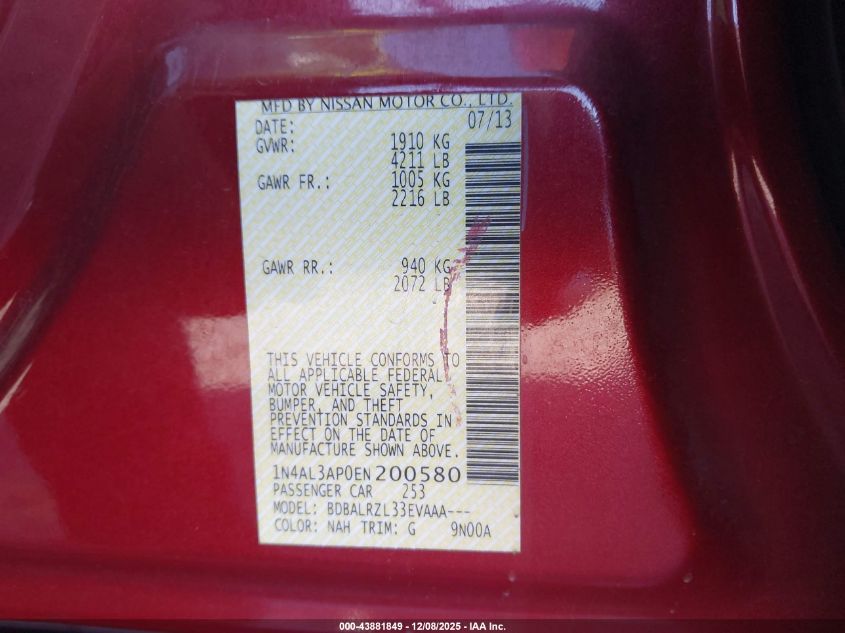 MFD BY NISSAN MOTOR CO., LTD.
DATE: 07/13
GVWR: 1910 KG
4211 LB
GAWR FR.: 1005 KG
2216 LB
GAWR RR.: 940 KG
2072 LB
THIS VEHICLE CONFORMS TO
ALL APPLICABLE FEDERAL
MOTOR VEHICLE SAFETY,
BUMPER, AND THEFT
PREVENTION STANDARDS IN
EFFECT ON THE DATE OF
MANUFACTURE SHOWN ABOVE.
1N4AL3AP0EN200580
PASSENGER CAR 253
MODEL: BDBALRZL33EVAAA---
COLOR: NAH TRIM: G 9N00A
000-43881849 | 12/08/2025 - IAA Inc.